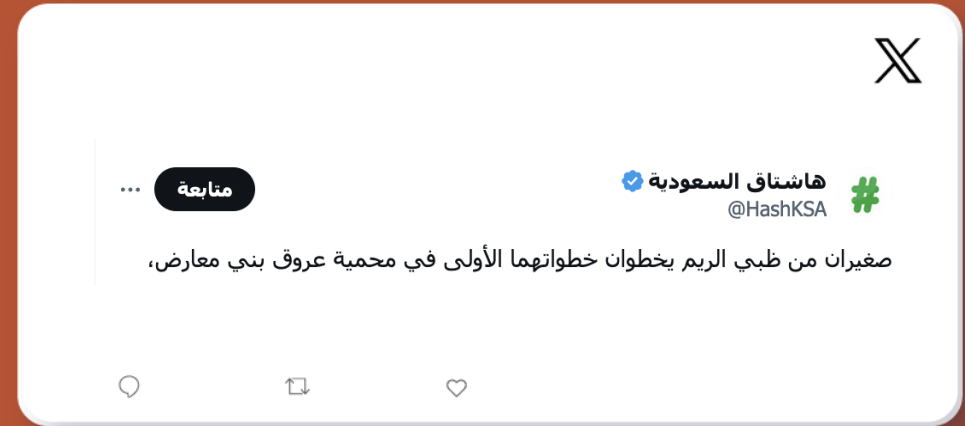 هاشتاق السعودية
@HashKSA
متابعة
صغيران من ظبي الريم يخطوان خطواتهما الأولى في محمية عروق بني معارض،